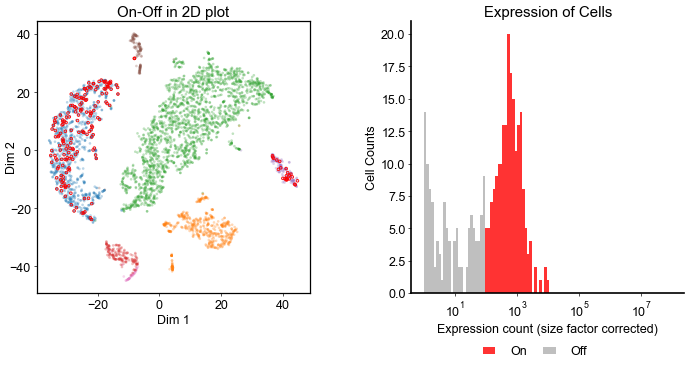 On-Off in 2D plot
Dim 2
40
20
0
−20
−40
−20
0
20
40
Dim 1
Expression of Cells
Cell Counts
20.0
17.5
15.0
12.5
10.0
7.5
5.0
2.5
0.0
10^1
10^3
10^5
10^7
Expression count (size factor corrected)
On
Off